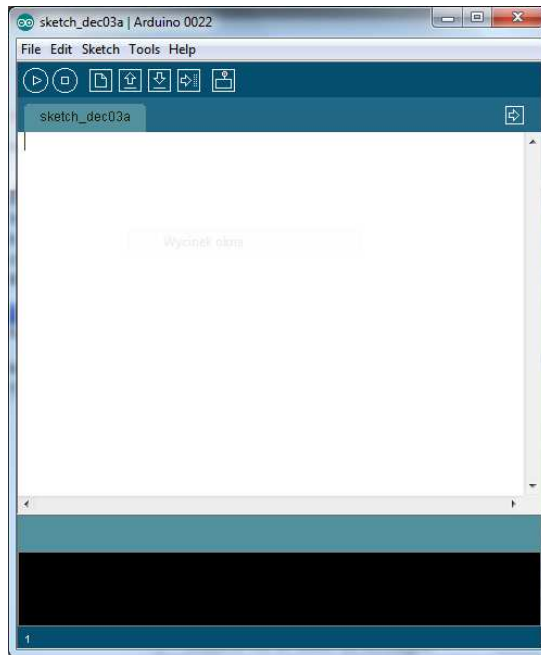 sketch_dec03a | Arduino 0022
File Edit Sketch Tools Help
sketch_dec03a
Wycinek okna
1